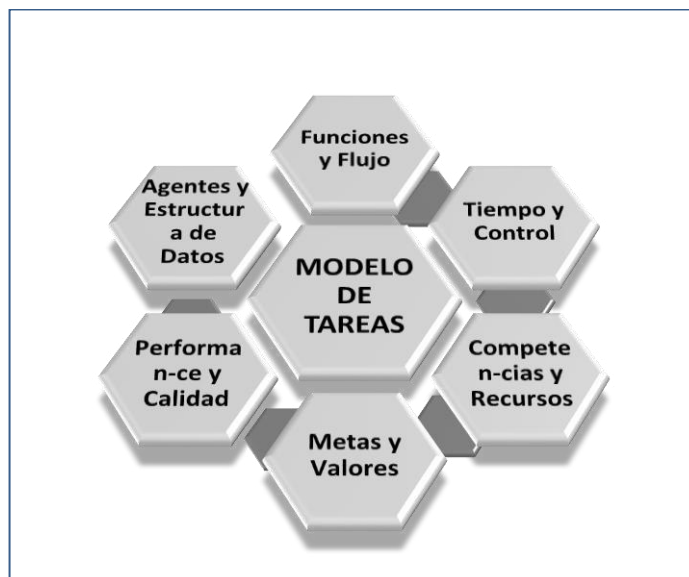 Funciones
y Flujo
Agentes y
Estructur
a de
Datos
Tiempo y
Control
MODELO
DE
TAREAS
Performa
n-ce y
Calidad
Compete
n-cias y
Recursos
Metas y
Valores